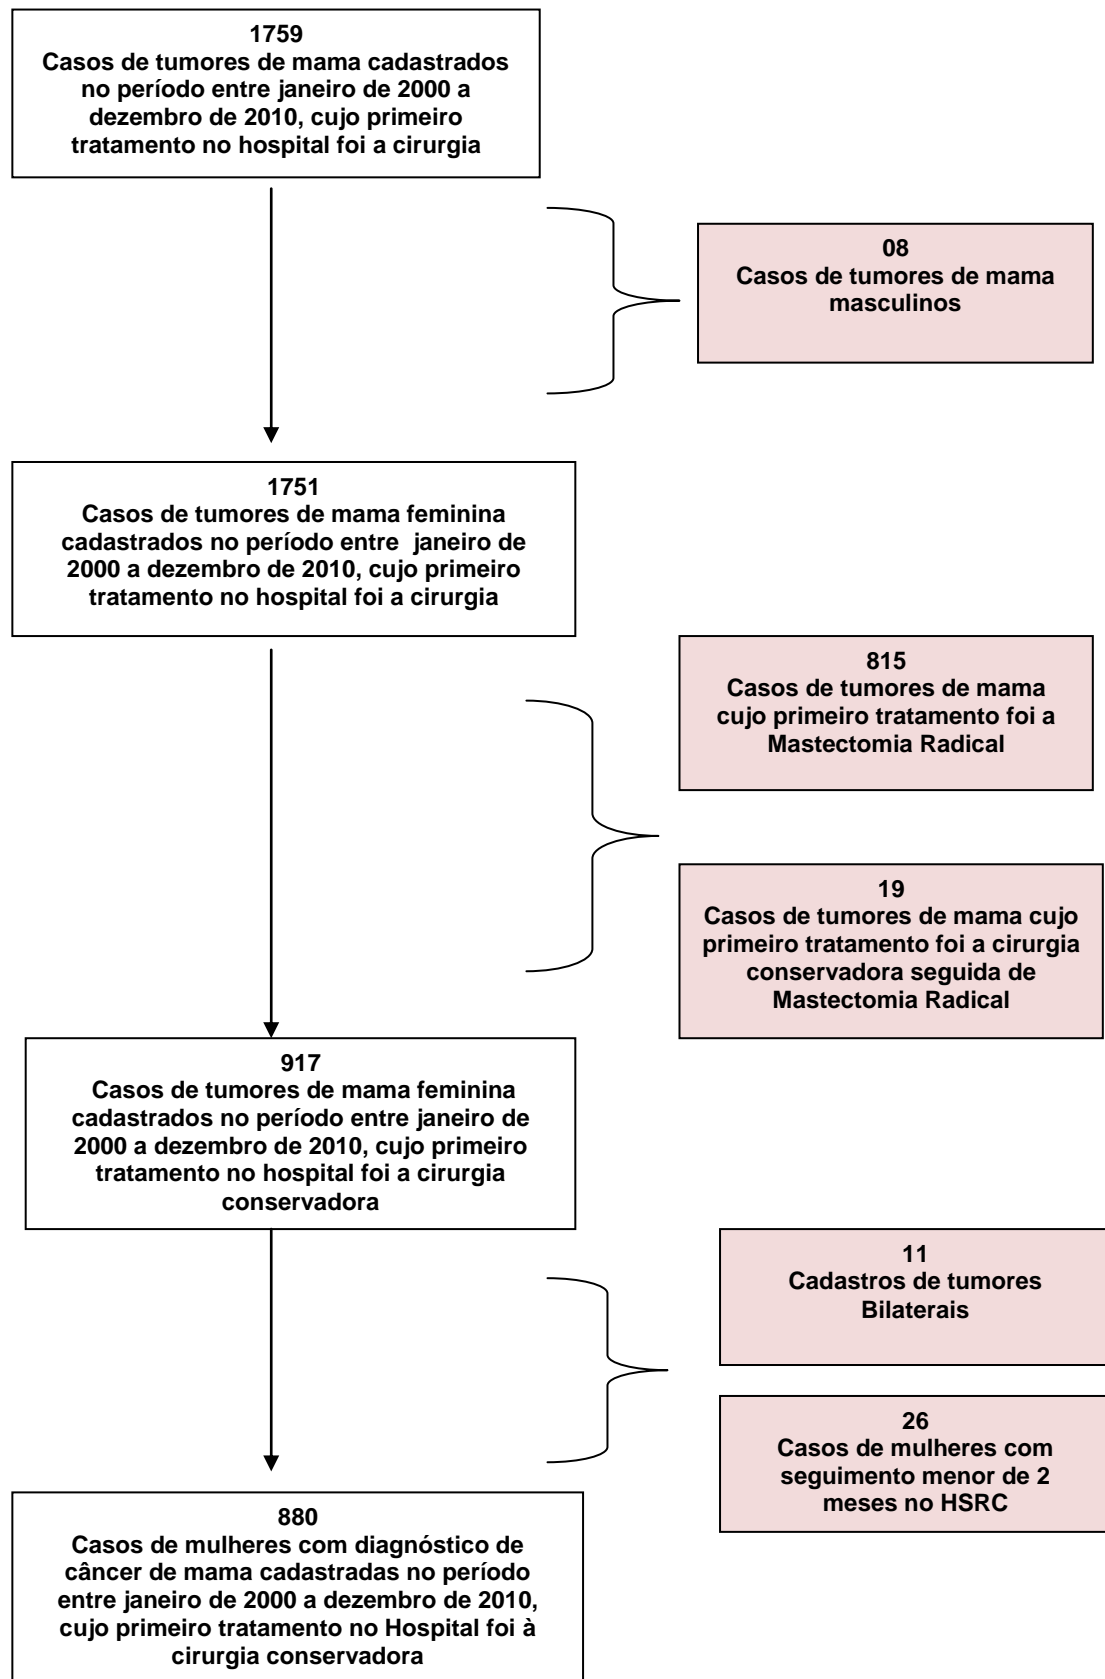 1759
Casos de tumores de mama cadastrados
no período entre janeiro de 2000 a
dezembro de 2010, cujo primeiro
tratamento no hospital foi a cirurgia
08
Casos de tumores de mama
masculinos
1751
Casos de tumores de mama feminina
cadastrados no período entre janeiro de
2000 a dezembro de 2010, cujo primeiro
tratamento no hospital foi a cirurgia
815
Casos de tumores de mama
cujo primeiro tratamento foi a
Mastectomia Radical
19
Casos de tumores de mama cujo
primeiro tratamento foi a cirurgia
conservadora seguida de
Mastectomia Radical
917
Casos de tumores de mama feminina
cadastrados no período entre janeiro de
2000 a dezembro de 2010, cujo primeiro
tratamento no hospital foi a cirurgia
conservadora
11
Cadastros de tumores
Bilaterais
26
Casos de mulheres com
seguimento menor de 2
meses no HSRC
880
Casos de mulheres com diagnóstico de
câncer de mama cadastradas no período
entre janeiro de 2000 a dezembro de 2010,
cujo primeiro tratamento no Hospital foi à
cirurgia conservadora